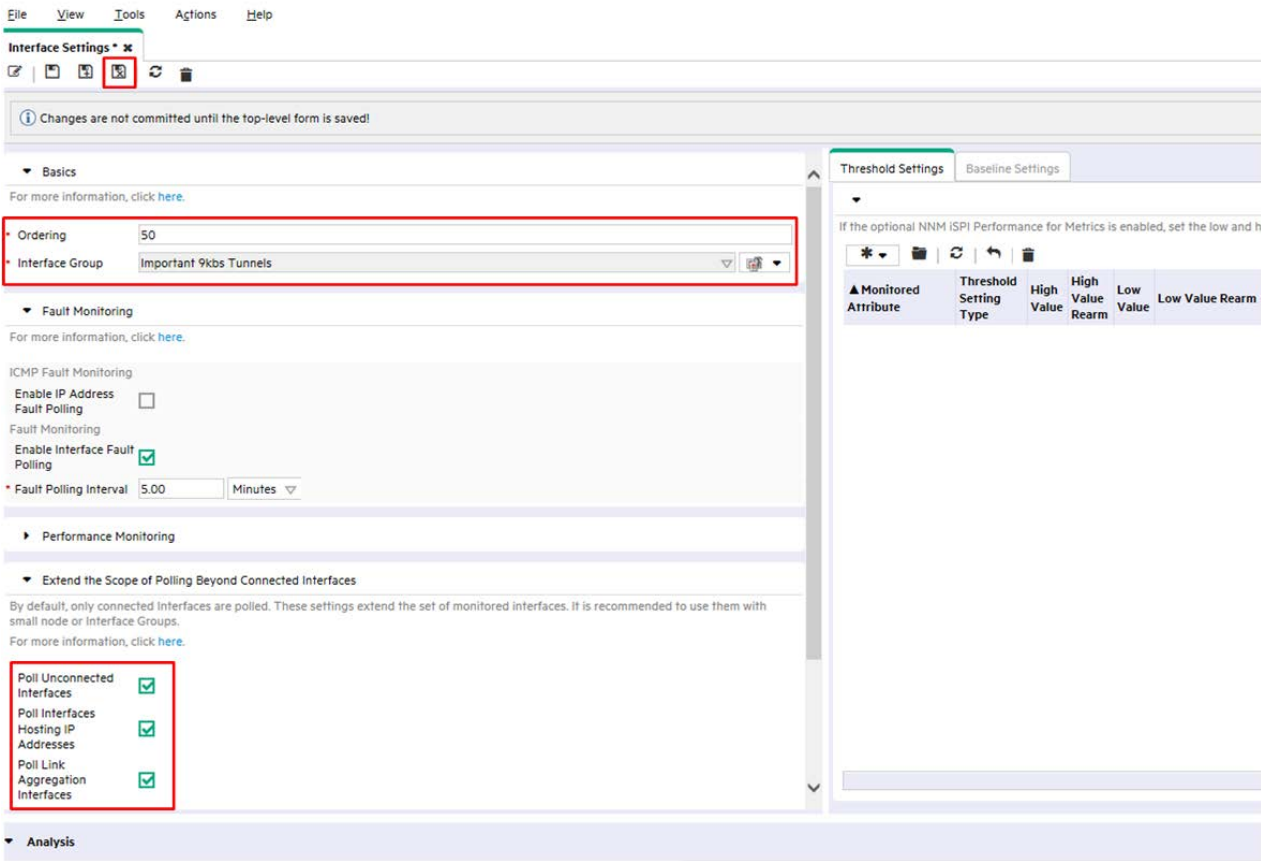 File View Tools Actions Help
Interface Settings * ✖
Changes are not committed until the top-level form is saved!
Basics
For more information, click here.
* Ordering 50
* Interface Group Important 9kbs Tunnels
Fault Monitoring
For more information, click here.
ICMP Fault Monitoring
Enable IP Address
Fault Polling
Fault Monitoring
Enable Interface Fault
Polling
* Fault Polling Interval 5.00 Minutes
Performance Monitoring
Extend the Scope of Polling Beyond Connected Interfaces
By default, only connected Interfaces are polled. These settings extend the set of monitored interfaces. It is recommended to use them with
small node or Interface Groups.
For more information, click here.
Poll Unconnected
Interfaces
Poll Interfaces
Hosting IP
Addresses
Poll Link
Aggregation
Interfaces
Threshold Settings Baseline Settings
If the optional NNM iSPI Performance for Metrics is enabled, set the low and h
▲ Monitored
Attribute
Threshold
Setting
Type
High
Value
High
Value
Rearm
Low
Value
Low Value Rearm
Analysis